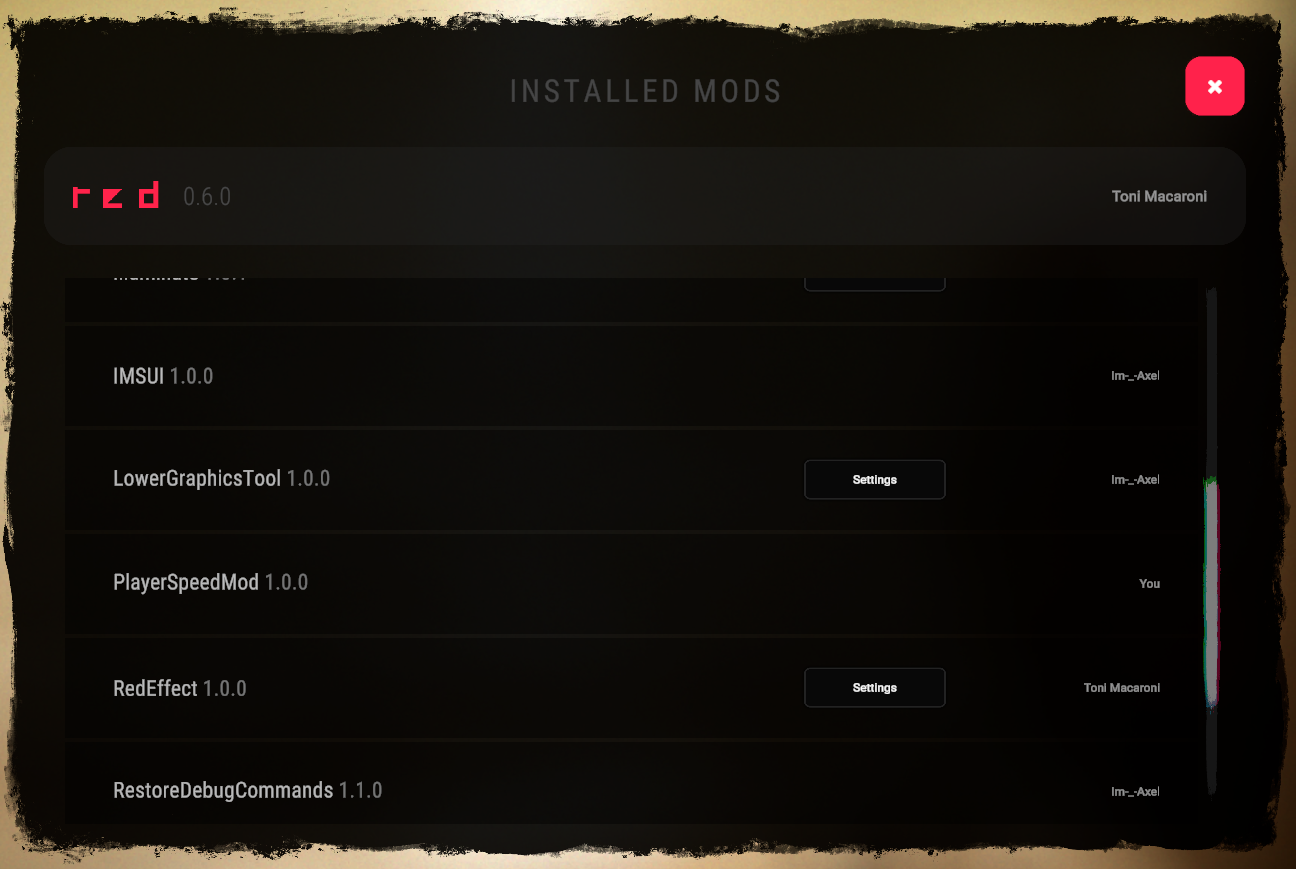 INSTALLED MODS
red 0.6.0 Toni Macaroni
IMSUI 1.0.0 Im-_-Axel
LowerGraphicsTool 1.0.0 Settings Im-_-Axel
PlayerSpeedMod 1.0.0 You
RedEffect 1.0.0 Settings Toni Macaroni
RestoreDebugCommands 1.1.0 Im-_-Axel